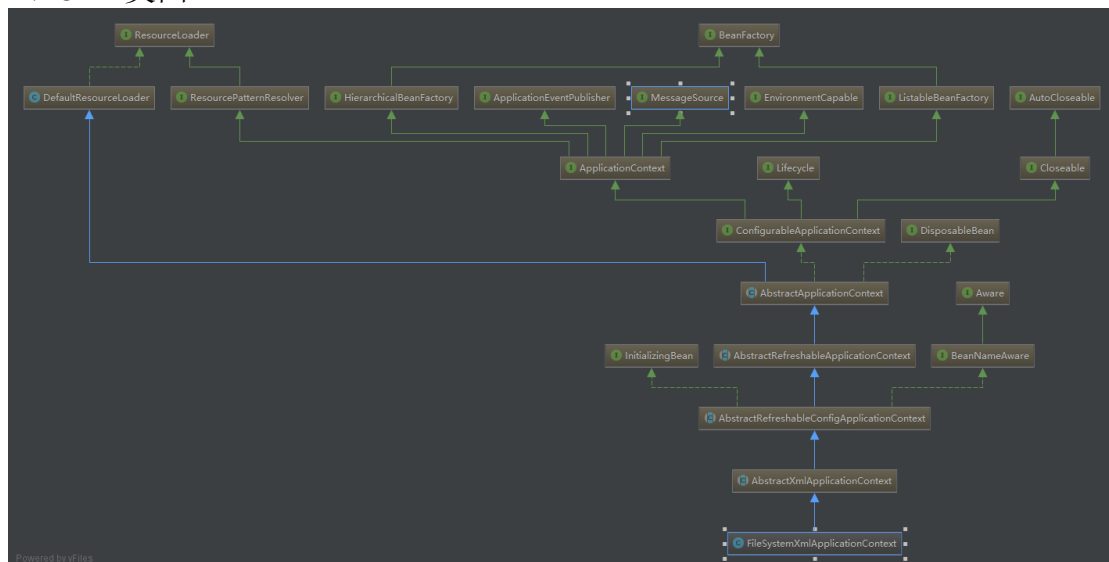 ResourceLoader BeanFactory
DefaultResourceLoader ResourcePatternResolver HierarchicalBeanFactory ApplicationEventPublisher MessageSource EnvironmentCapable ListableBeanFactory AutoCloseable
ApplicationContext Lifecycle Closeable
ConfigurableApplicationContext DisposableBean
AbstractApplicationContext Aware
InitializingBean AbstractRefreshableApplicationContext BeanNameAware
AbstractRefreshableConfigApplicationContext
AbstractXmlApplicationContext
FileSystemXmlApplicationContext
Powered by yFiles